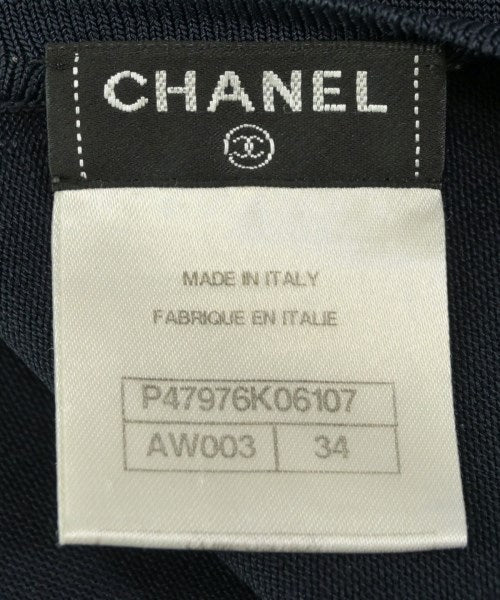 CHANEL
MADE IN ITALY
FABRIQUE EN ITALIE
P47976K06107
AW003 34